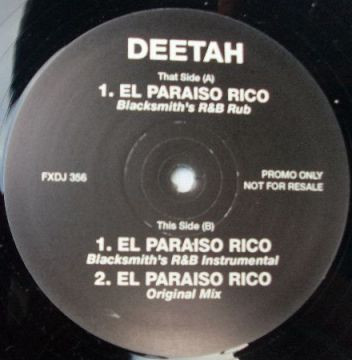 DEETAH
That Side (A)
1. EL PARAISO RICO
Blacksmith's R&B Rub
FXDJ 356
PROMO ONLY
NOT FOR RESALE
This Side (B)
1. EL PARAISO RICO
Blacksmith's R&B Instrumental
2. EL PARAISO RICO
Original Mix